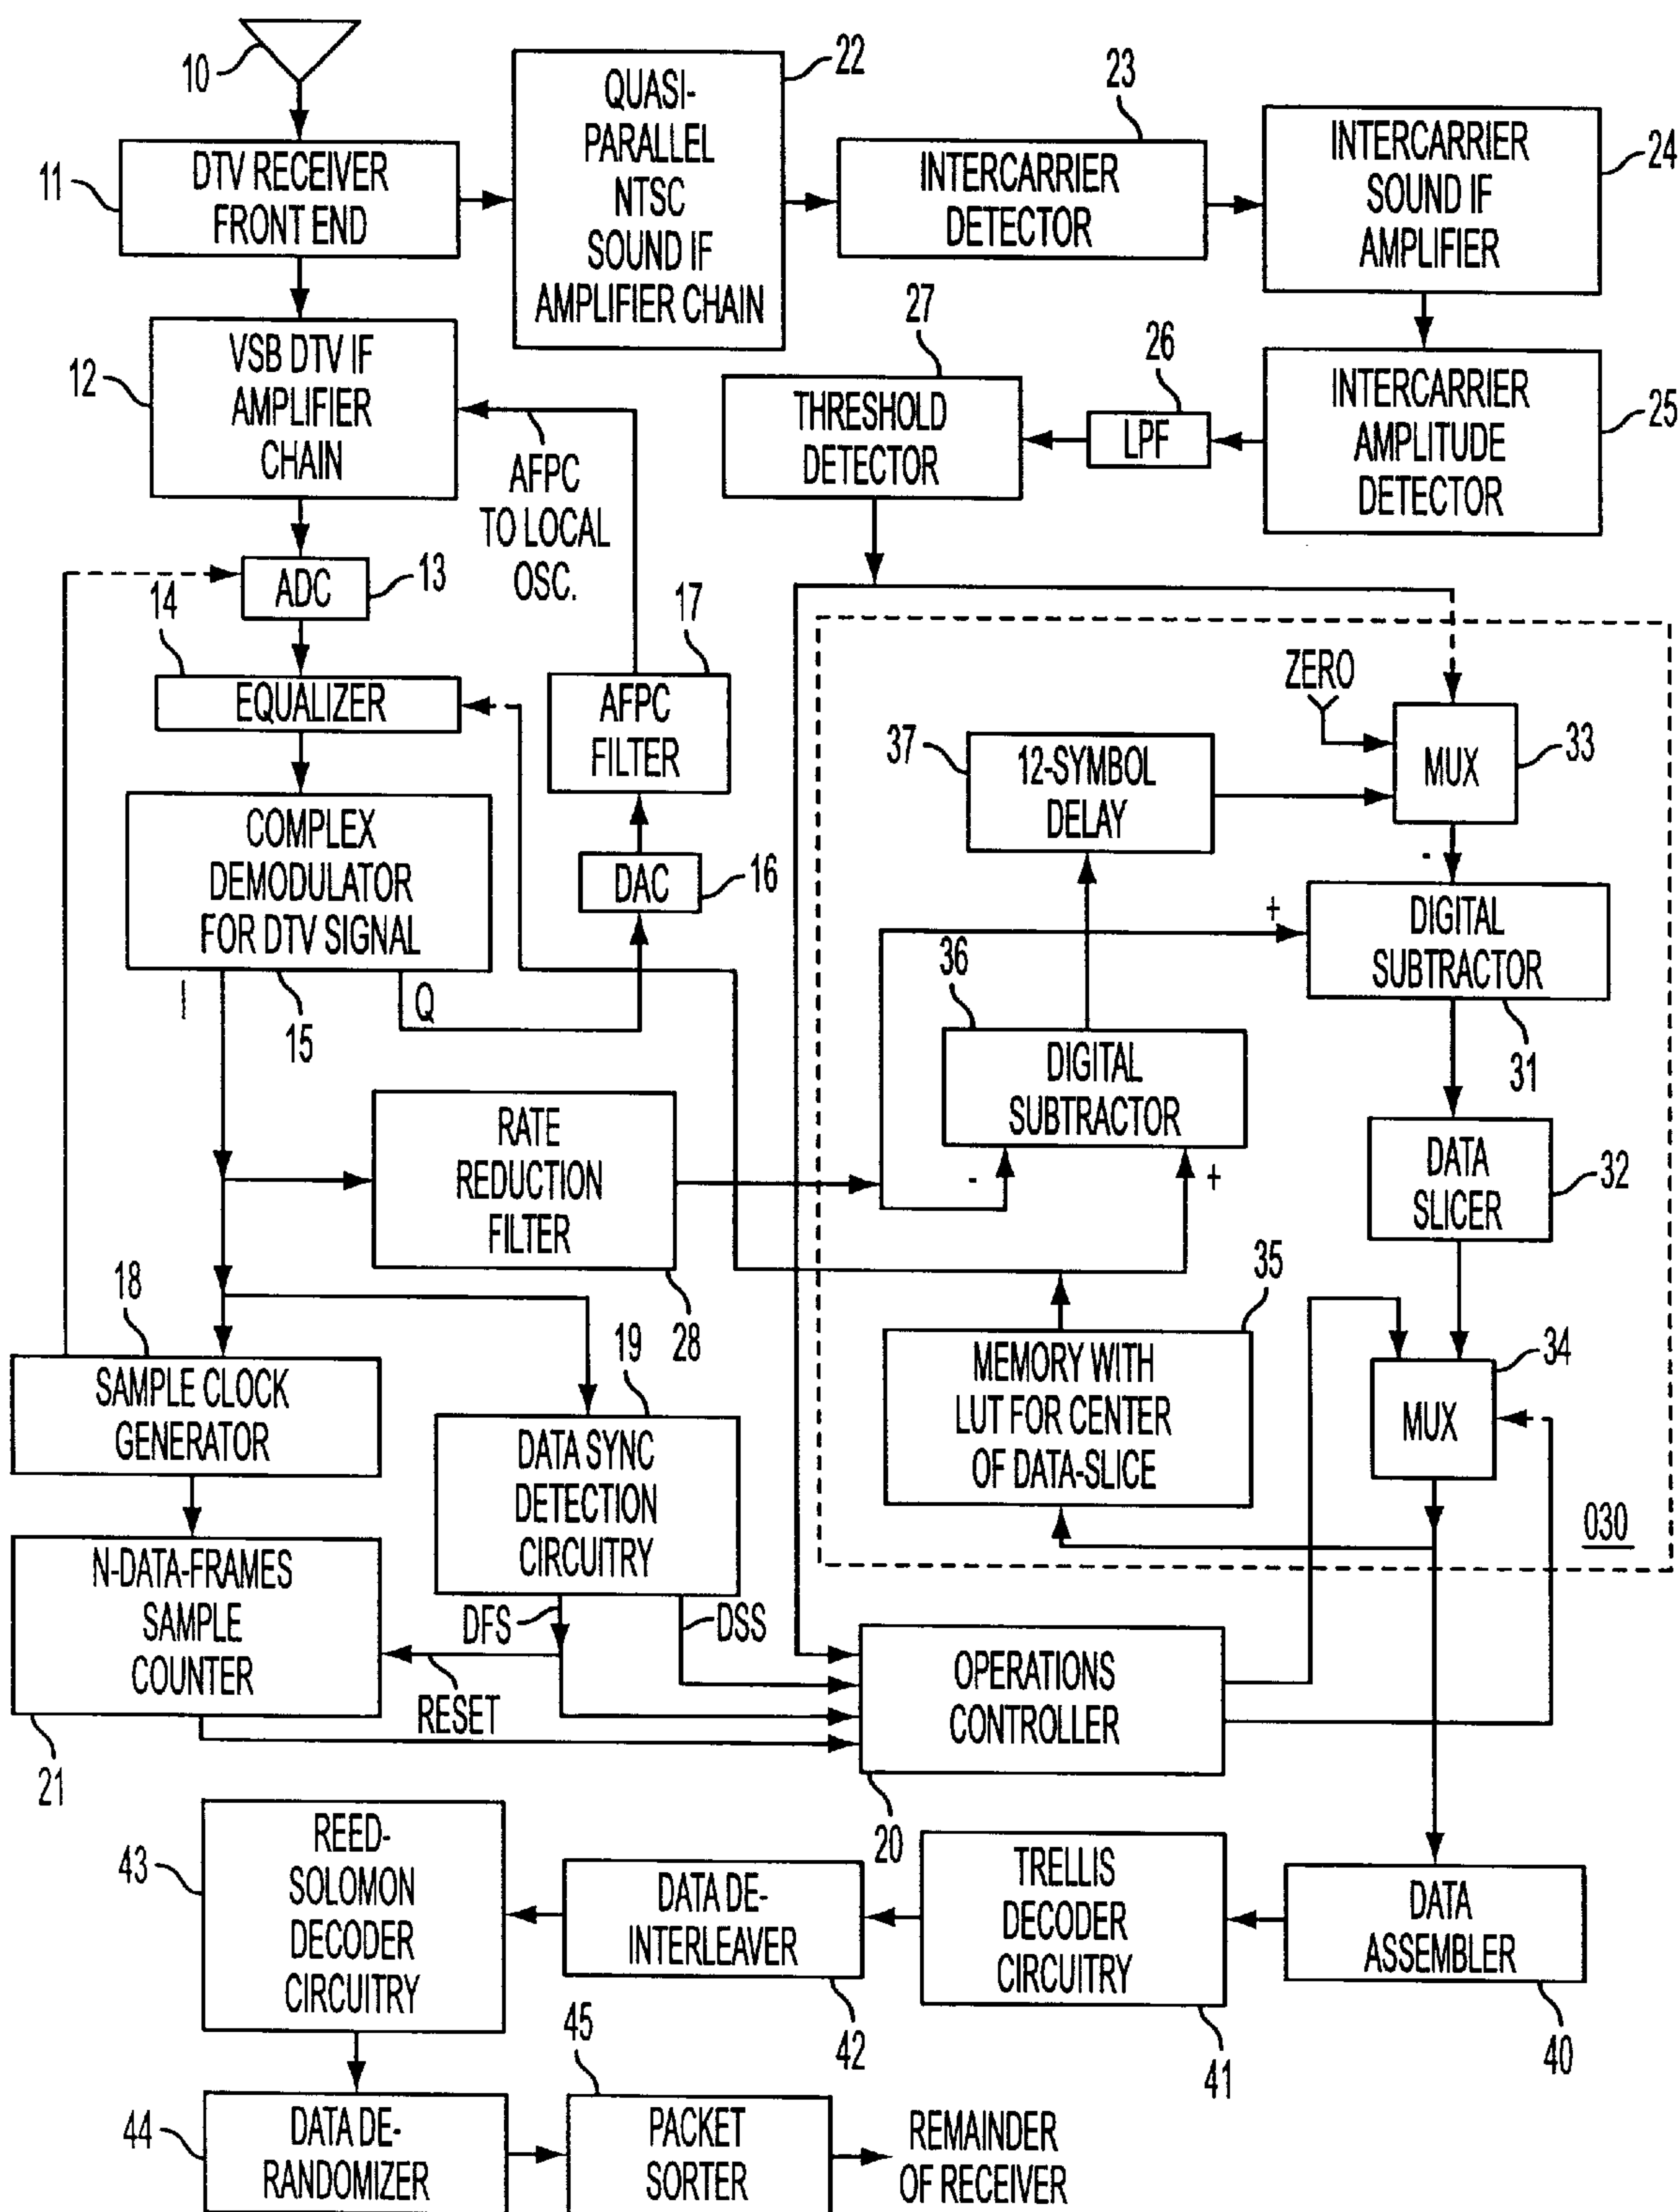 10
22
QUASI-
PARALLEL
NTSC
SOUND IF
AMPLIFIER CHAIN
23
INTERCARRIER
DETECTOR
INTERCARRIER
SOUND IF
AMPLIFIER
24
11
DTV RECEIVER
FRONT END
12
VSB DTV IF
AMPLIFIER
CHAIN
27
THRESHOLD
DETECTOR
26
LPF
INTERCARRIER
AMPLITUDE
DETECTOR
25
AFPC
TO LOCAL
OSC.
ADC
13
14
EQUALIZER
17
AFPC
FILTER
ZERO
37
12-SYMBOL
DELAY
MUX
33
COMPLEX
DEMODULATOR
FOR DTV SIGNAL
15
DAC
16
I
Q
-
+
DIGITAL
SUBTRACTOR
31
36
DIGITAL
SUBTRACTOR
-
+
RATE
REDUCTION
FILTER
28
DATA
SLICER
32
18
SAMPLE CLOCK
GENERATOR
19
DATA SYNC
DETECTION
CIRCUITRY
35
MEMORY WITH
LUT FOR CENTER
OF DATA-SLICE
MUX
34
030
N-DATA-FRAMES
SAMPLE
COUNTER
21
DFS
DSS
RESET
OPERATIONS
CONTROLLER
20
43
REED-
SOLOMON
DECODER
CIRCUITRY
DATA DE-
INTERLEAVER
42
TRELLIS
DECODER
CIRCUITRY
41
DATA
ASSEMBLER
40
44
DATA DE-
RANDOMIZER
45
PACKET
SORTER
REMAINDER
OF RECEIVER